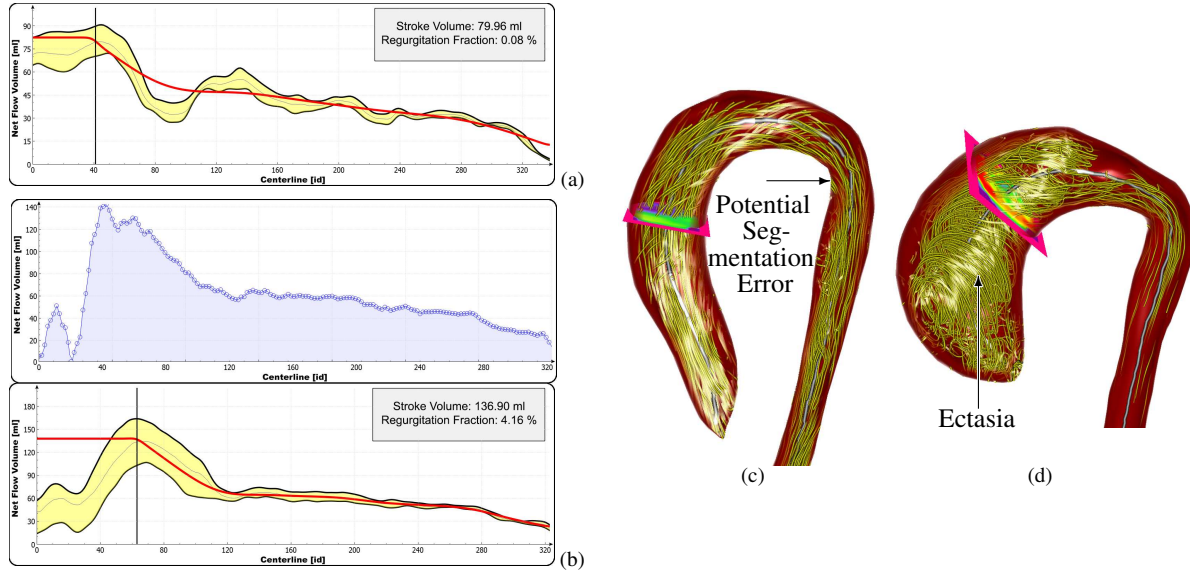 Net Flow Volume [ml]
90
75
60
45
30
15
0
Stroke Volume: 79.96 ml
Regurgitation Fraction: 0.08 %
0 40 80 120 160 200 240 280 320
Centerline [id]
(a)
Net Flow Volume [ml]
140
120
100
80
60
40
20
0
0 40 80 120 160 200 240 280 320
Centerline [id]
Net Flow Volume [ml]
180
150
120
90
60
30
0
Stroke Volume: 136.90 ml
Regurgitation Fraction: 4.16 %
0 40 80 120 160 200 240 280 320
Centerline [id]
(b)
Potential
Seg-
mentation
Error
(c)
Ectasia
(d)